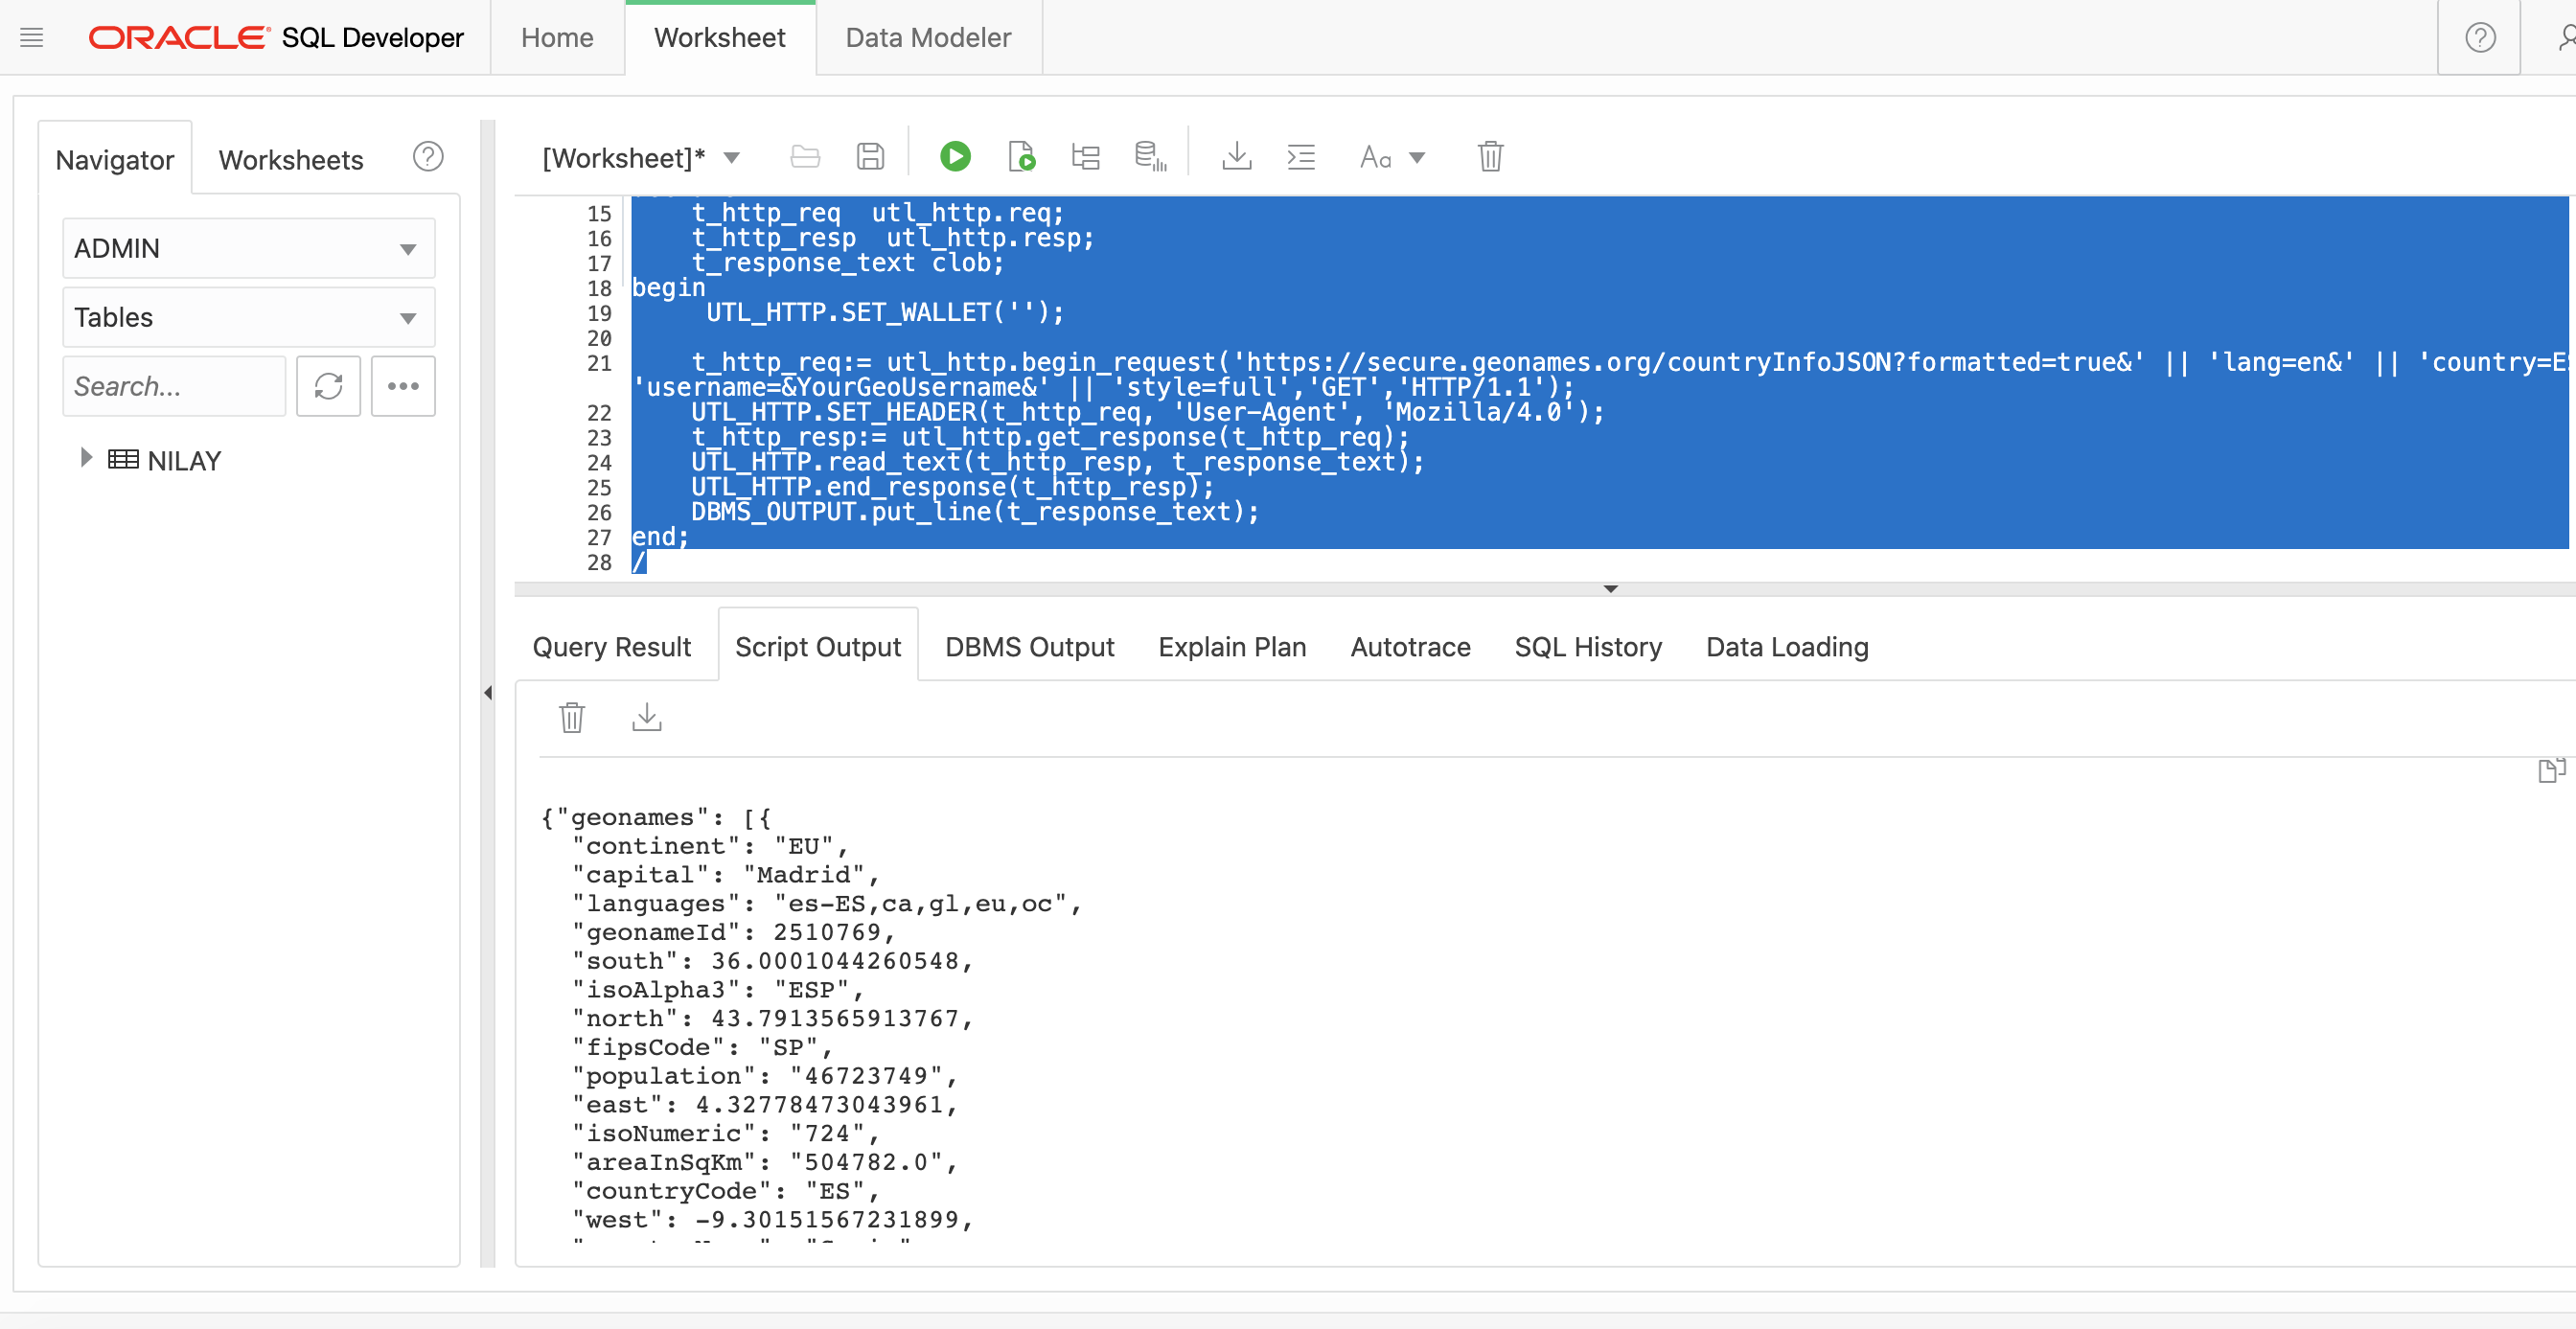 ORACLE SQL Developer
Home
Worksheet
Data Modeler
Navigator
Worksheets
[Worksheet]*
Aa
ADMIN
Tables
Search...
NILAY
15 t_http_req  utl_http.req;
16 t_http_resp  utl_http.resp;
17 t_response_text clob;
18 begin
19 UTL_HTTP.SET_WALLET('');
20
21 t_http_req:= utl_http.begin_request('https://secure.geonames.org/countryInfoJSON?formatted=true&' || 'lang=en&' || 'country=E
'username=&YourGeoUsername&' || 'style=full','GET','HTTP/1.1');
22 UTL_HTTP.SET_HEADER(t_http_req, 'User-Agent', 'Mozilla/4.0');
23 t_http_resp:= utl_http.get_response(t_http_req);
24 UTL_HTTP.read_text(t_http_resp, t_response_text);
25 UTL_HTTP.end_response(t_http_resp);
26 DBMS_OUTPUT.put_line(t_response_text);
27 end;
28 /
Query Result
Script Output
DBMS Output
Explain Plan
Autotrace
SQL History
Data Loading
{"geonames": [{
"continent": "EU",
"capital": "Madrid",
"languages": "es-ES,ca,gl,eu,oc",
"geonameId": 2510769,
"south": 36.0001044260548,
"isoAlpha3": "ESP",
"north": 43.7913565913767,
"fipsCode": "SP",
"population": "46723749",
"east": 4.32778473043961,
"isoNumeric": "724",
"areaInSqKm": "504782.0",
"countryCode": "ES",
"west": -9.30151567231899,